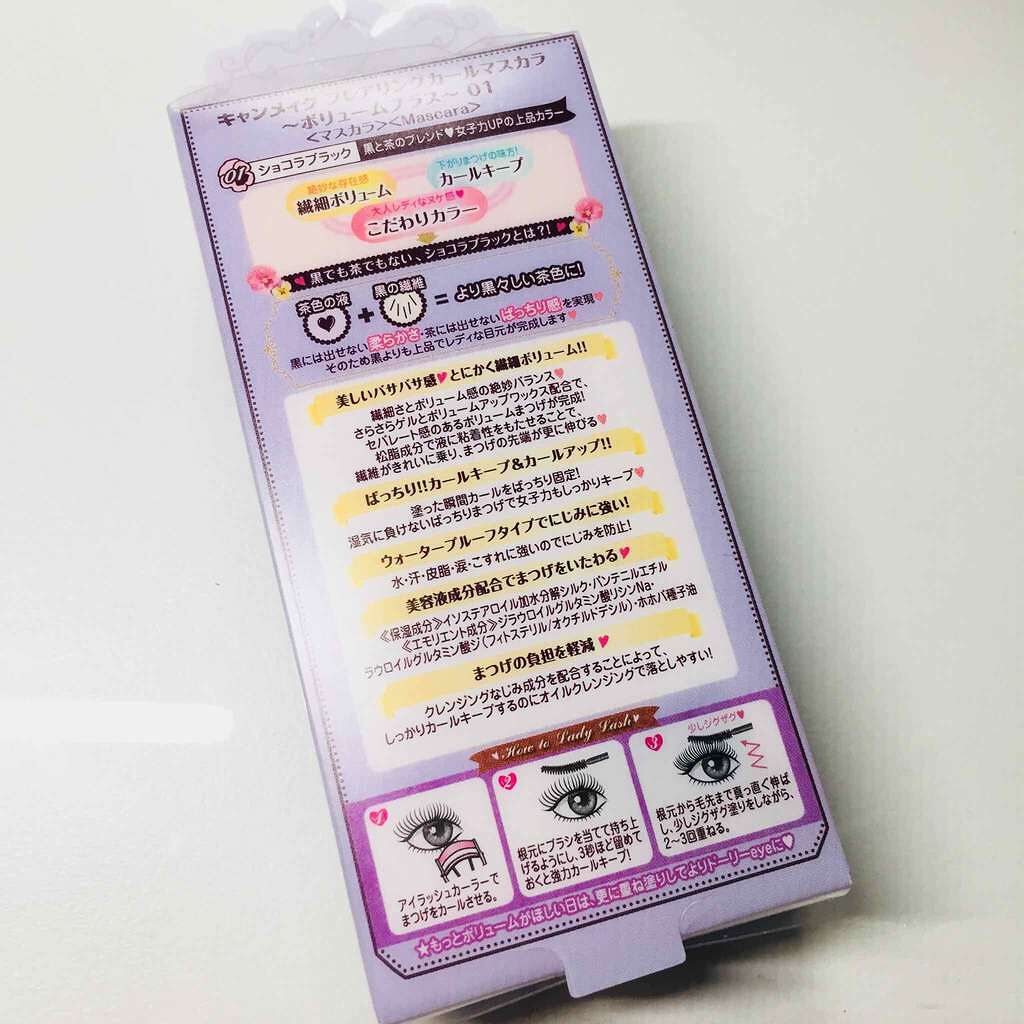 キャンメイク フレアリングカールマスカラ
～ボリュームプラス～ 01
<マスカラ><Mascara>
01 ショコラブラック 黒と茶のブレンド♥女子力UPの上品カラー
絶妙な存在感
繊細ボリューム
下がりまつげの味方!
カールキープ
大人レディなヌケ感♥
こだわりカラー
♥黒でも茶でもない、ショコラブラックとは?!♥
茶色の液 + 黒の繊維 = より黒々しい茶色に!
黒には出せない柔らかさ・茶には出せないぱっちり感を実現♥
そのため黒よりも上品でレディな目元が完成します♥
美しいバサバサ感♥とにかく繊細ボリューム!!
繊細さとボリューム感の絶妙バランス♥
さらさらゲルとボリュームアップワックス配合で、
セパレート感のあるボリュームまつげが完成!
松脂成分で液に粘着性をもたせることで、
繊維がきれいに乗り、まつげの先端が更に伸びる♥
ぱっちり!!カールキープ&カールアップ!!
塗った瞬間カールをぱっちり固定!
湿気に負けないぱっちりまつげで女子力もしっかりキープ♥
ウォータープルーフタイプでにじみに強い!
水・汗・皮脂・涙・こすれに強いのでにじみを防止!
美容液成分配合でまつげをいたわる♥
《保湿成分》イソステアロイル加水分解シルク・パンテニルエチル
《エモリエント成分》ジラウロイルグルタミン酸リシンNa・
ラウロイルグルタミン酸ジ(フィトステリル/オクチルドデシル)・ホホバ種子油
まつげの負担を軽減♥
クレンジングなじみ成分を配合することによって、
しっかりカールキープするのにオイルクレンジングで落としやすい!
♥How to Lady Lash♥
1
アイラッシュカーラーで
まつげをカールさせる。
2
根元にブラシを当てて持ち上
げるようにし、3秒ほど留めて
おくと強力カールキープ!
3
少しジグザグ♥
根元から毛先まで真っ直ぐ伸ば
し、少しジグザグ塗りをしながら、
2～3回重ねる。
★もっとボリュームがほしい日は、更に重ね塗りしてよりドーリーeyeに♥